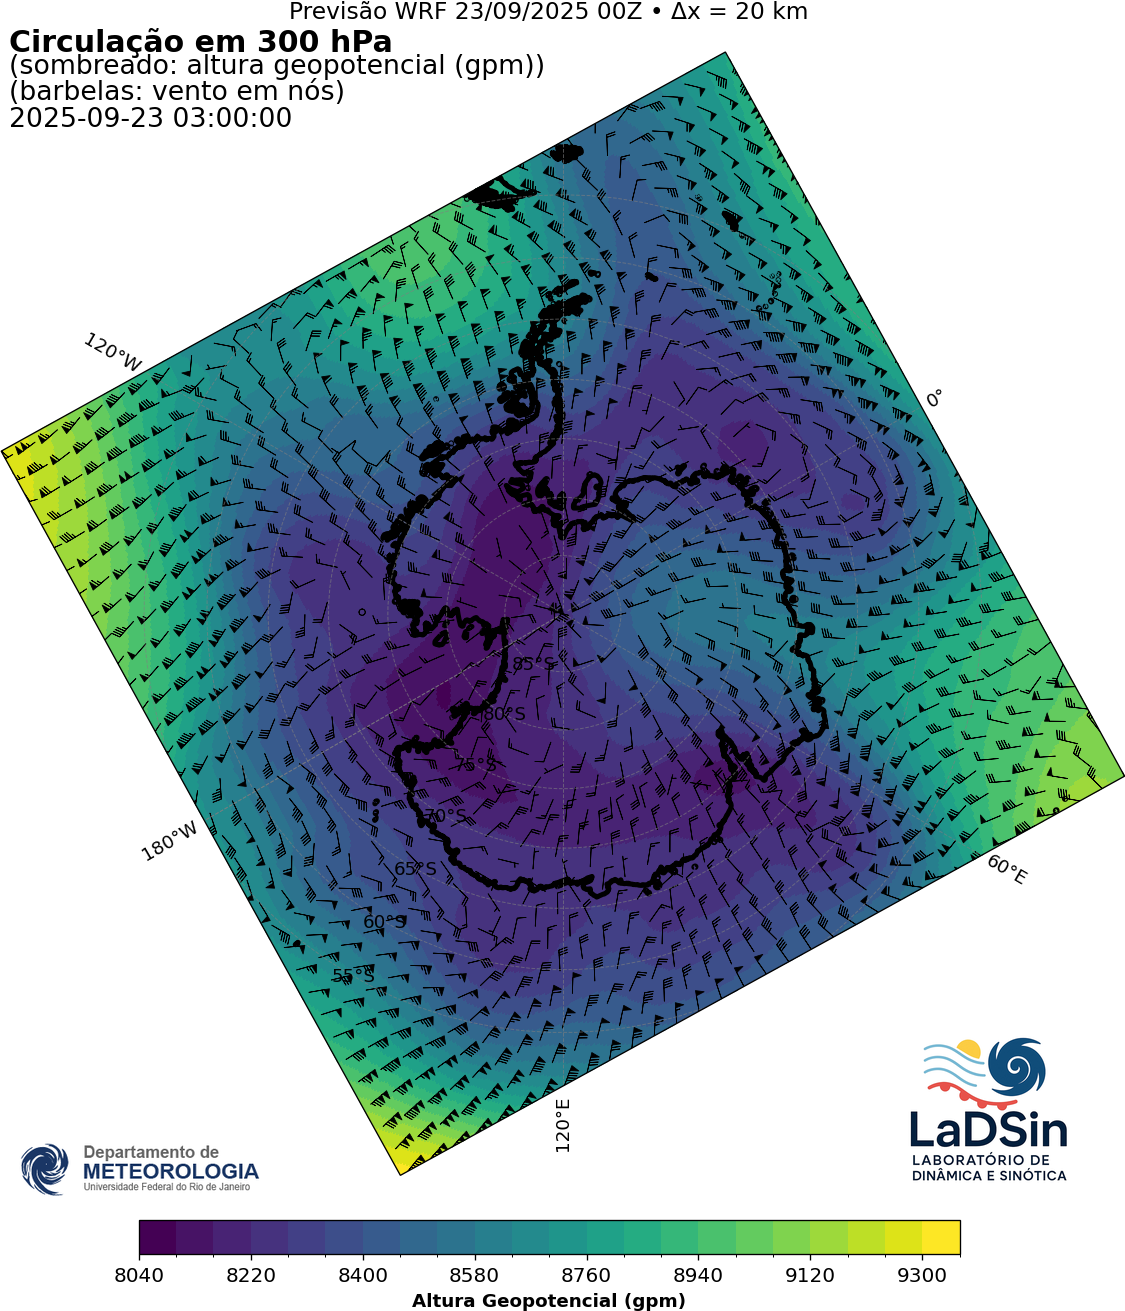 Previsão WRF 23/09/2025 00Z • Δx = 20 km
Circulação em 300 hPa
(sombreado: altura geopotencial (gpm))
(barbelas: vento em nós)
2025-09-23 03:00:00
120°W
0°
85°S
80°S
75°S
70°S
180°W
65°S
60°E
60°S
55°S
120°E
LaDSin
LABORATÓRIO DE
DINÂMICA E SINÓTICA
Departamento de
METEOROLOGIA
Universidade Federal do Rio de Janeiro
8040 8220 8400 8580 8760 8940 9120 9300
Altura Geopotencial (gpm)